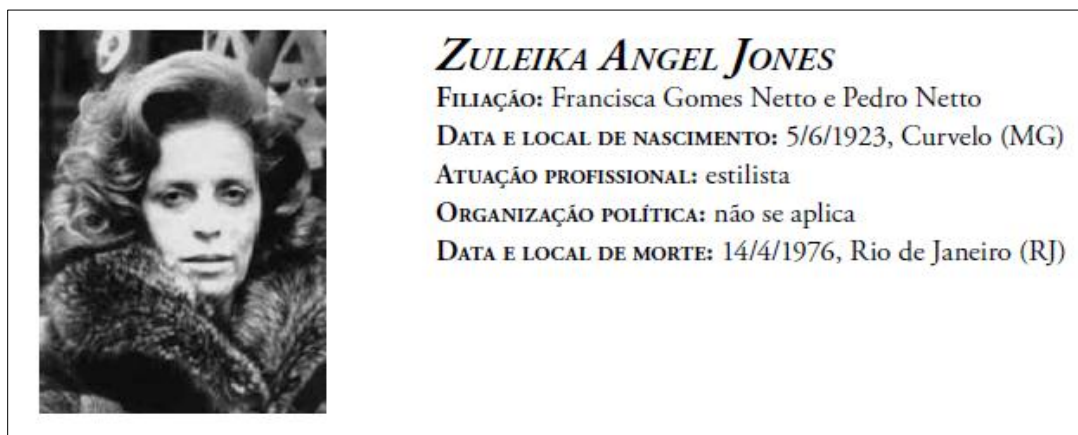 ZULEIKA ANGEL JONES
FILIAÇÃO: Francisca Gomes Netto e Pedro Netto
DATA E LOCAL DE NASCIMENTO: 5/6/1923, Curvelo (MG)
ATUAÇÃO PROFISSIONAL: estilista
ORGANIZAÇÃO POLÍTICA: não se aplica
DATA E LOCAL DE MORTE: 14/4/1976, Rio de Janeiro (RJ)